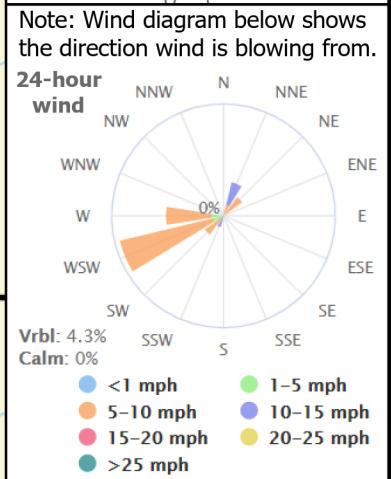 Note: Wind diagram below shows
the direction wind is blowing from.
24-hour
wind
N
NNW
NNE
NW
NE
WNW
ENE
0%
W
E
WSW
ESE
SW
SE
SSW
SSE
S
Vrbl: 4.3%
Calm: 0%
<1 mph
1–5 mph
5–10 mph
10–15 mph
15–20 mph
20–25 mph
>25 mph